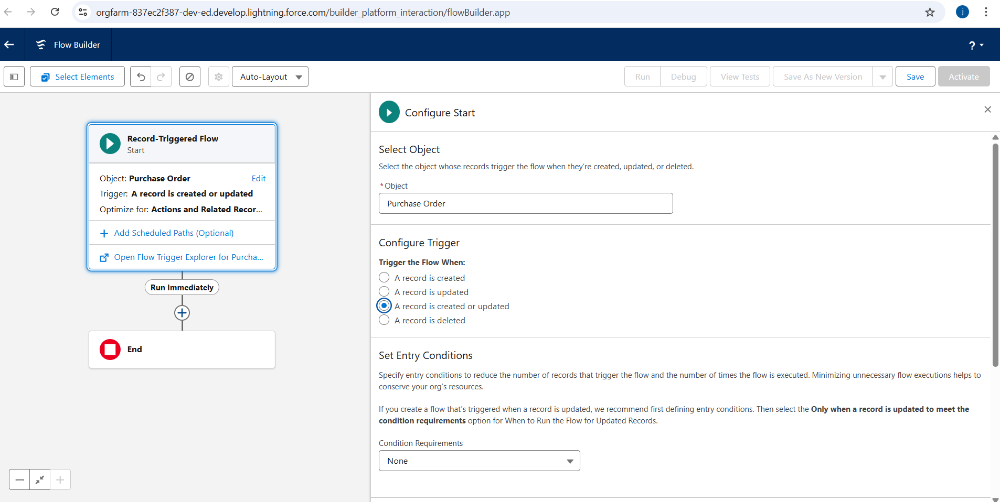 orgfarm-837ec2f387-dev-ed.develop.lightning.force.com/builder_platform_interaction/flowBuilder.app
j
Flow Builder
?
Select Elements
Auto-Layout
Run
Debug
View Tests
Save As New Version
Save
Activate
Record-Triggered Flow
Start
Object: Purchase Order
Edit
Trigger: A record is created or updated
Optimize for: Actions and Related Recor...
Add Scheduled Paths (Optional)
Open Flow Trigger Explorer for Purcha...
Run Immediately
End
Configure Start
Select Object
Select the object whose records trigger the flow when they're created, updated, or deleted.
*Object
Purchase Order
Configure Trigger
Trigger the Flow When:
A record is created
A record is updated
A record is created or updated
A record is deleted
Set Entry Conditions
Specify entry conditions to reduce the number of records that trigger the flow and the number of times the flow is executed. Minimizing unnecessary flow executions helps to
conserve your org's resources.
If you create a flow that's triggered when a record is updated, we recommend first defining entry conditions. Then select the Only when a record is updated to meet the
condition requirements option for When to Run the Flow for Updated Records.
Condition Requirements
None